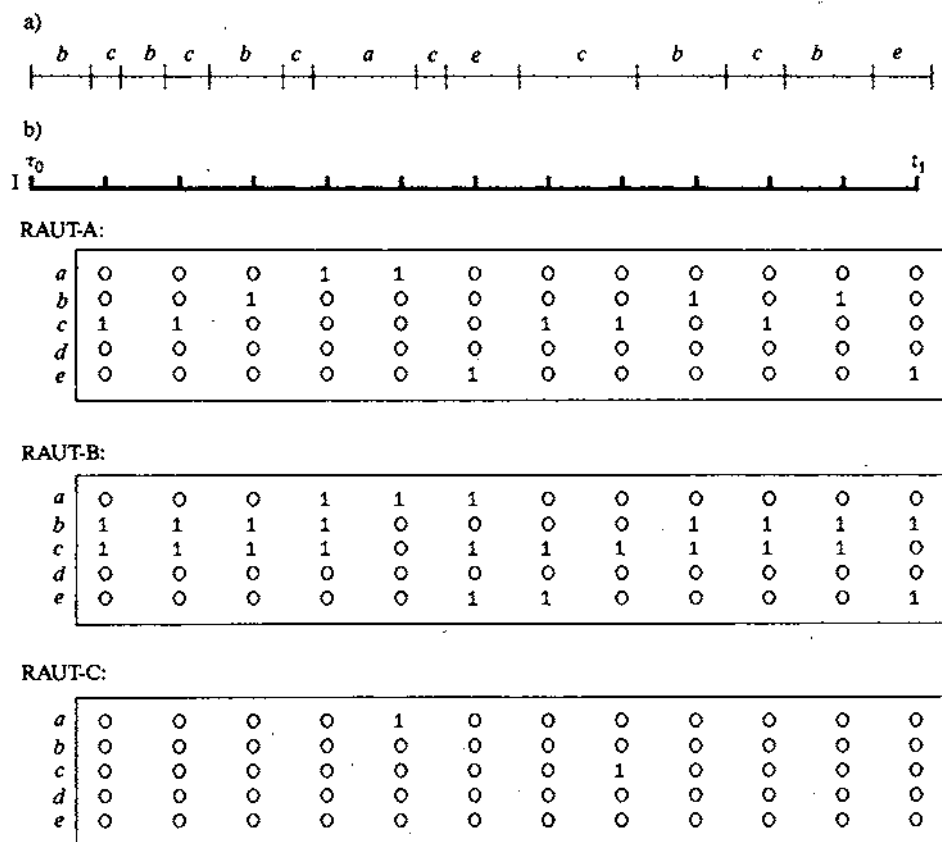 a)
b c b c b c a c e c b c b e
b)
τ₀ t₁
I
RAUT-A:
a 0 0 0 1 1 0 0 0 0 0 0 0
b 0 0 1 0 0 0 0 0 1 0 1 0
c 1 1 0 0 0 0 1 1 0 1 0 0
d 0 0 0 0 0 0 0 0 0 0 0 0
e 0 0 0 0 0 1 0 0 0 0 0 1
RAUT-B:
a 0 0 0 1 1 1 0 0 0 0 0 0
b 1 1 1 1 0 0 0 0 1 1 1 1
c 1 1 1 1 0 1 1 1 1 1 1 0
d 0 0 0 0 0 0 0 0 0 0 0 0
e 0 0 0 0 0 1 1 0 0 0 0 1
RAUT-C:
a 0 0 0 0 1 0 0 0 0 0 0 0
b 0 0 0 0 0 0 0 0 0 0 0 0
c 0 0 0 0 0 0 0 1 0 0 0 0
d 0 0 0 0 0 0 0 0 0 0 0 0
e 0 0 0 0 0 0 0 0 0 0 0 0